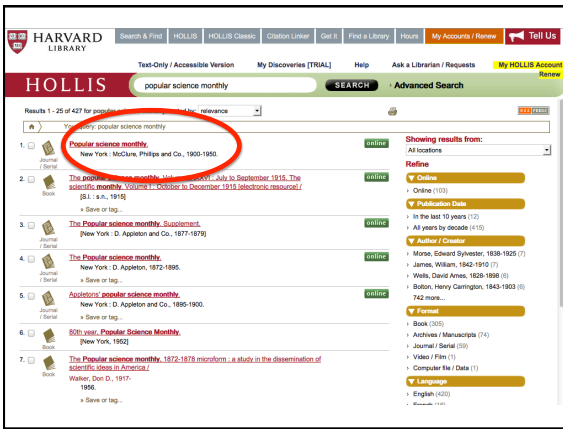 HARVARD
LIBRARY
Search & Find
HOLLIS
HOLLIS Classic
Citation Linker
Get It
Find a Library
Hours
My Accounts / Renew
Tell Us
Text-Only / Accessible Version
My Discoveries [TRIAL]
Help
Ask a Librarian / Requests
My HOLLIS Account
Renew
HOLLIS
popular science monthly
SEARCH
› Advanced Search
Results 1 - 25 of 427 for
relevance
query: popular science monthly
1.
Journal
/ Serial
Popular science monthly.
New York : McClure, Phillips and Co., 1900-1950.
online
2.
Book
The popular science monthly.
: July to September 1915. The
scientific monthly. Volume I : October to December 1915 [electronic resource] /
[S.l. : s.n., 1915]
» Save or tag...
online
3.
Journal
/ Serial
The Popular science monthly. Supplement.
[New York : D. Appleton and Co., 1877-1879]
» Save or tag...
online
4.
Journal
/ Serial
The Popular science monthly.
New York : D. Appleton, 1872-1895.
» Save or tag...
online
5.
Journal
/ Serial
Appletons' popular science monthly.
New York : D. Appleton and Co., 1895-1900.
» Save or tag...
online
6.
Book
80th year, Popular Science Monthly.
[New York, 1952]
7.
Book
The Popular science monthly, 1872-1878 microform : a study in the dissemination of
scientific ideas in America /
Walker, Don D., 1917-
1956.
» Save or tag...
Showing results from:
All locations
Refine
Online
› Online (103)
Publication Date
› In the last 10 years (12)
› All years by decade (415)
Author / Creator
› Morse, Edward Sylvester, 1838-1925 (7)
› James, William, 1842-1910 (7)
› Wells, David Ames, 1828-1898 (6)
› Bolton, Henry Carrington, 1843-1903 (6)
742 more...
Format
› Book (305)
› Archives / Manuscripts (74)
› Journal / Serial (59)
› Video / Film (1)
› Computer file / Data (1)
Language
› English (420)